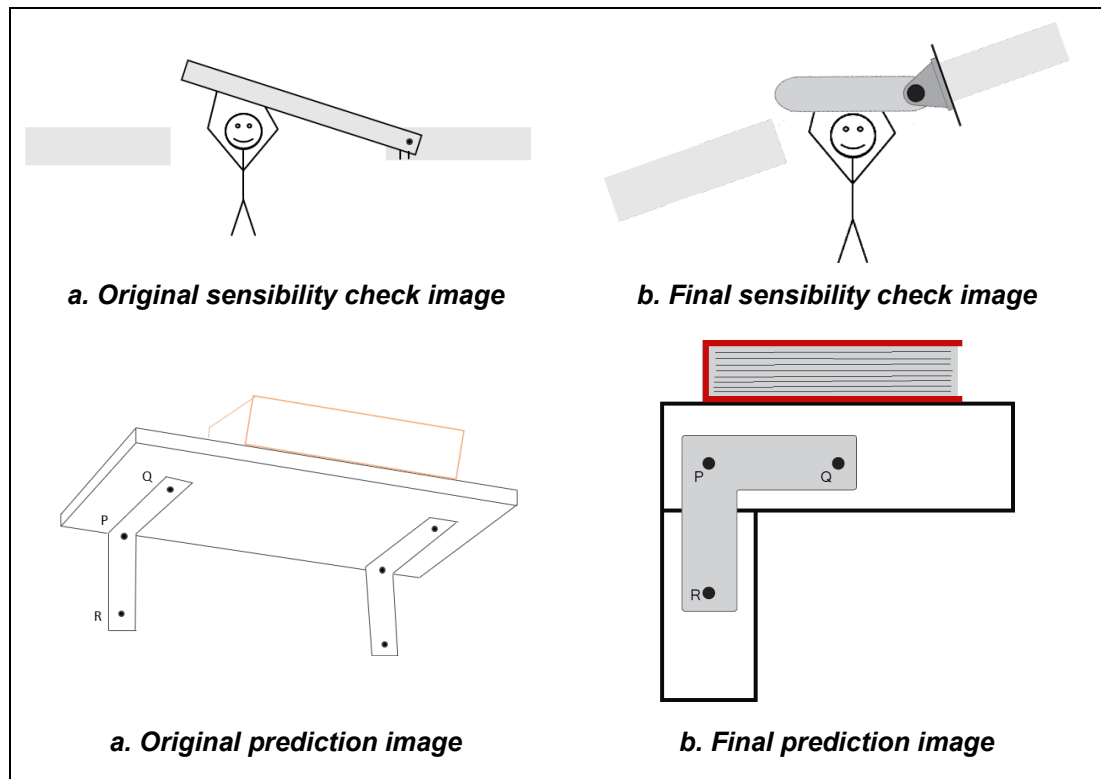 a. Original sensibility check image
b. Final sensibility check image
Q
P
R
P
Q
R
a. Original prediction image
b. Final prediction image